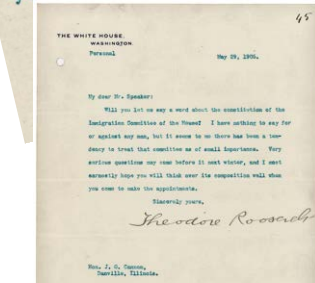 45
THE WHITE HOUSE.
WASHINGTON.
Personal
May 29, 1905.
My dear Mr. Speaker:
Will you let me say a word about the constitution of the
Immigration Committee of the House? I have nothing to say for
or against any man, but it seems to me there has been a ten-
dency to treat that committee as of small importance. Very
serious questions may come before it next winter, and I most
earnestly hope you will think over its composition well when
you come to make the appointments.
Sincerely yours,
Theodore Roosevelt
Hon. J. G. Cannon,
Danville, Illinois.